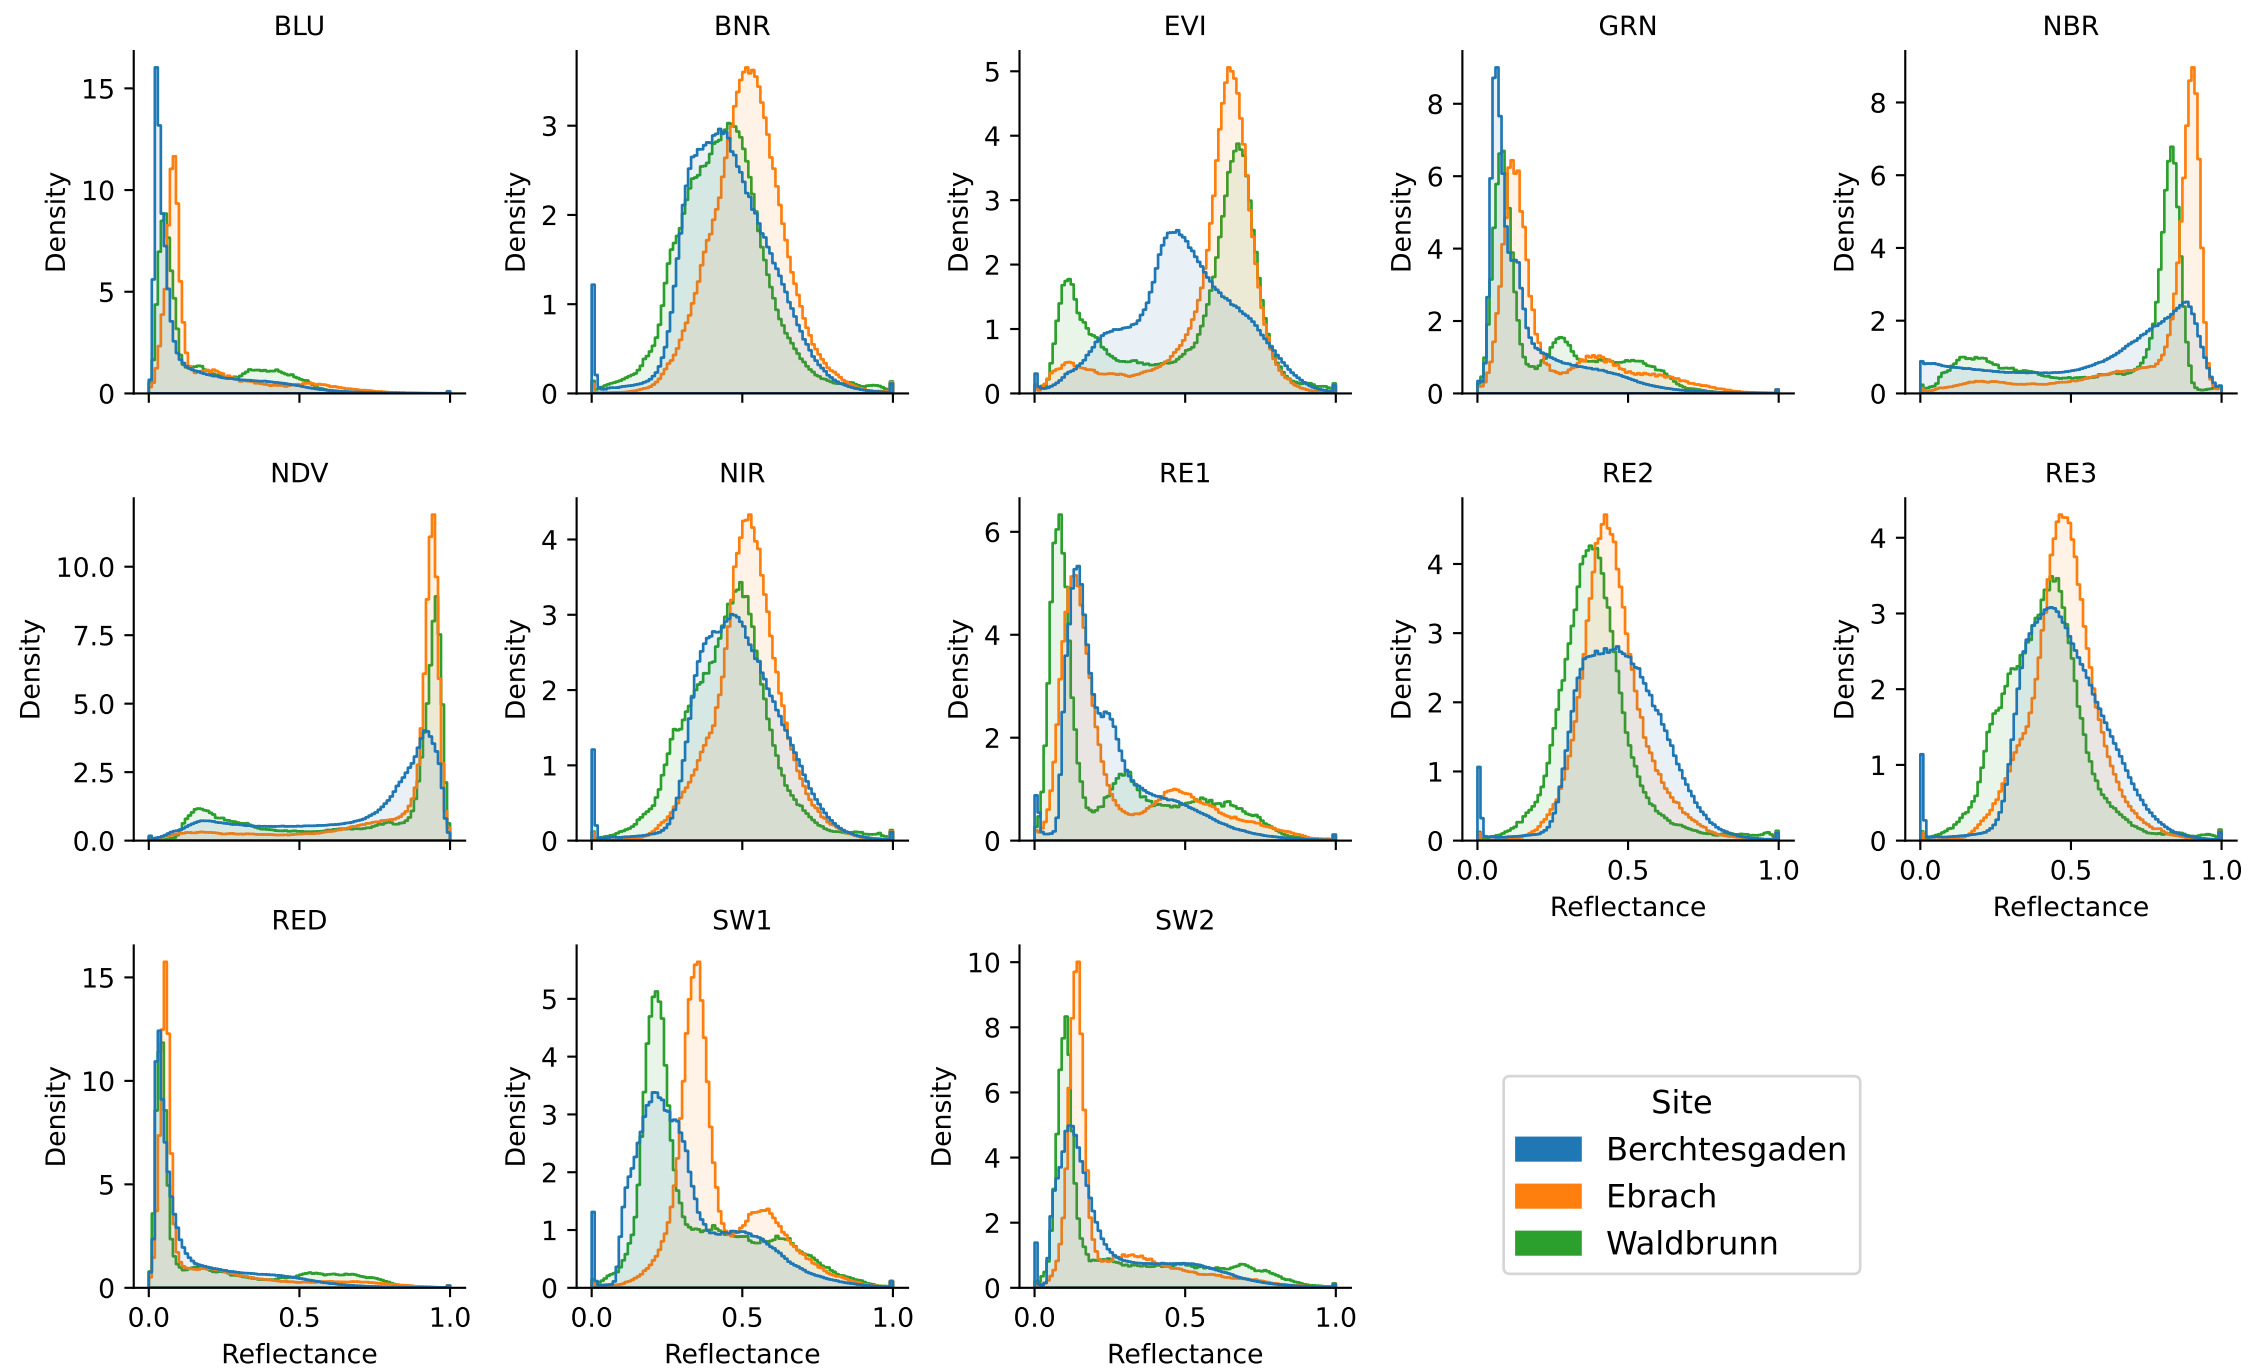 BLU
BNR
EVI
GRN
NBR
Density
15
10
5
0
Density
3
2
1
0
Density
5
4
3
2
1
0
Density
8
6
4
2
0
Density
8
6
4
2
0
NDV
NIR
RE1
RE2
RE3
Density
10.0
7.5
5.0
2.5
0.0
Density
4
3
2
1
0
Density
6
4
2
0
Density
4
3
2
1
0
0.0 0.5 1.0
Reflectance
Density
4
3
2
1
0
0.0 0.5 1.0
Reflectance
RED
SW1
SW2
Density
15
10
5
0
0.0 0.5 1.0
Reflectance
Density
5
4
3
2
1
0
0.0 0.5 1.0
Reflectance
Density
10
8
6
4
2
0
0.0 0.5 1.0
Reflectance
Site
Berchtesgaden
Ebrach
Waldbrunn